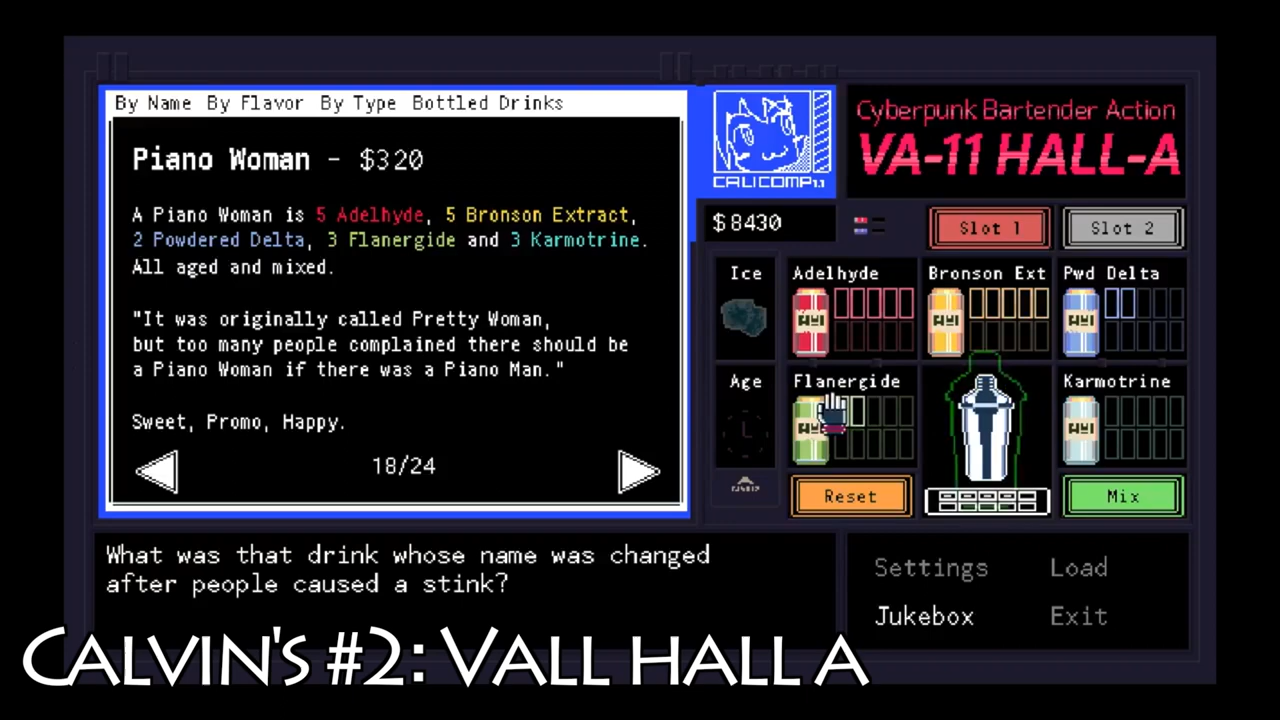 By Name By Flavor By Type Bottled Drinks
Piano Woman - $320
A Piano Woman is 5 Adelhyde, 5 Bronson Extract,
2 Powdered Delta, 3 Flanergide and 3 Karmotrine.
All aged and mixed.
"It was originally called Pretty Woman,
but too many people complained there should be
a Piano Woman if there was a Piano Man."
Sweet, Promo, Happy.
18/24
CALICOMP 1.1
Cyberpunk Bartender Action
VA-11 HALL-A
$8430
Slot 1
Slot 2
Ice
Adelhyde
Bronson Ext
Pwd Delta
Age
Flanergide
Karmotrine
Reset
Mix
What was that drink whose name was changed
after people caused a stink?
Settings
Load
Jukebox
Exit
Calvin's #2: Vall hall a